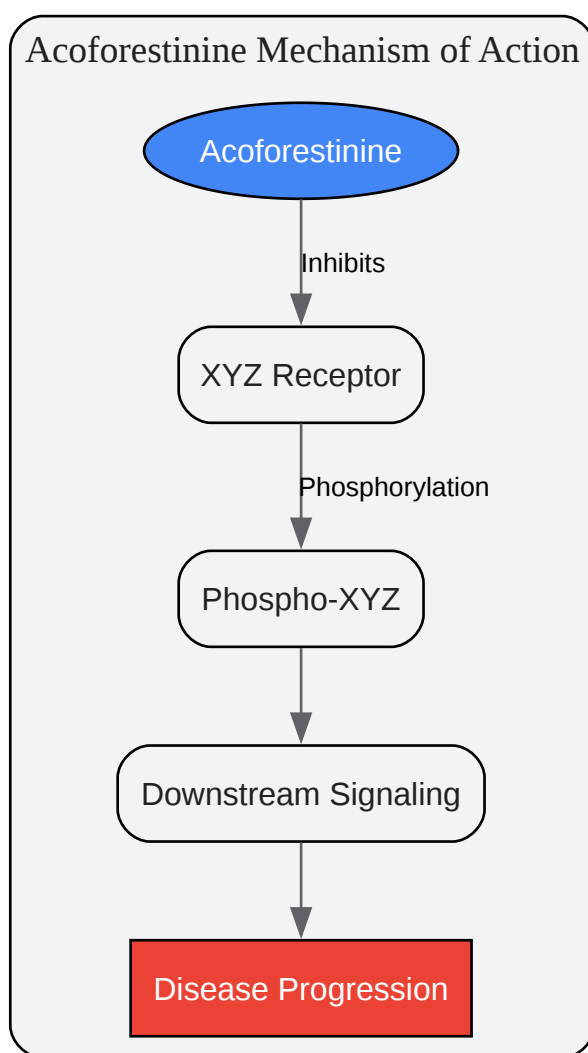 Acoforestinine Mechanism of Action
Acoforestinine
Inhibits
XYZ Receptor
Phosphorylation
Phospho-XYZ
Downstream Signaling
Disease Progression